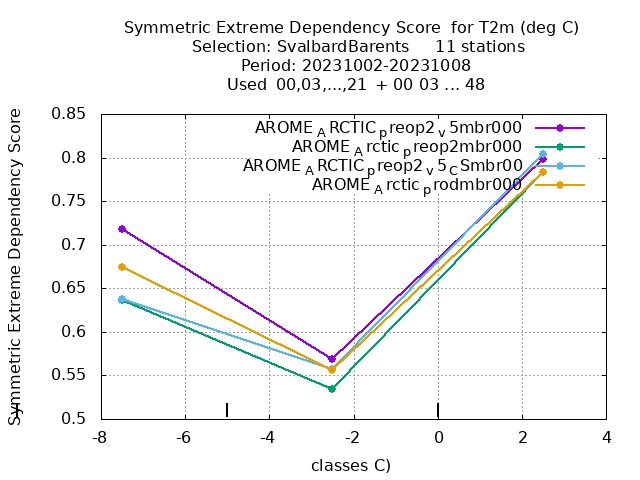 Symmetric Extreme Dependency Score for T2m (deg C)
Selection: SvalbardBarents 11 stations
Period: 20231002-20231008
Used 00,03,...,21 + 00 03 ... 48
Symmetric Extreme Dependency Score
0.85
0.8
0.75
0.7
0.65
0.6
0.55
0.5
AROME_ARCTIC_preop2_v5mbr000
AROME_Arctic_preop2mbr000
AROME_ARCTIC_preop2_v5_CSmbr00
AROME_Arctic_prodmbr000
-8
-6
-4
-2
0
2
4
classes C)